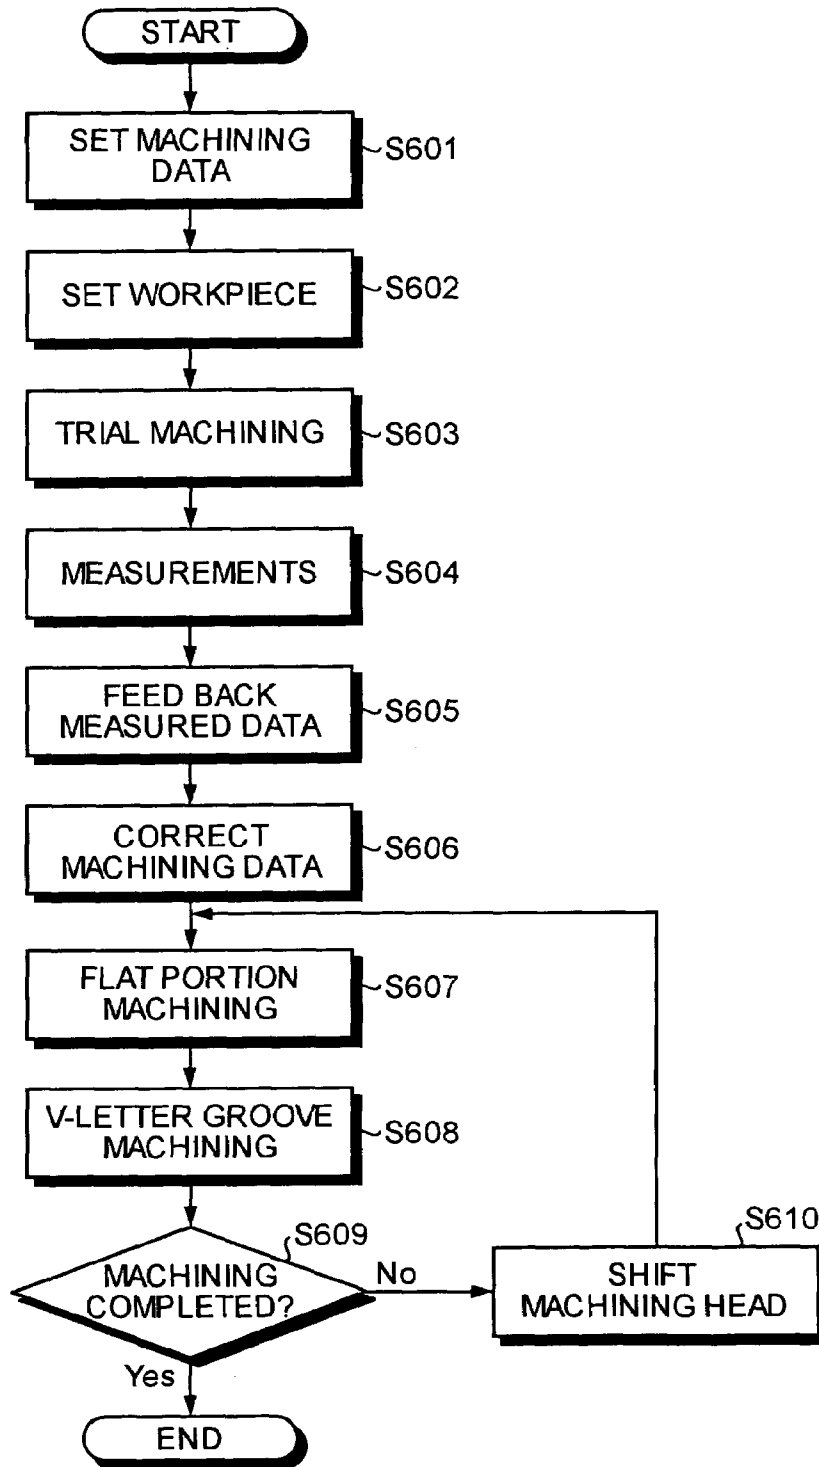 START
SET MACHINING
DATA
S601
SET WORKPIECE
S602
TRIAL MACHINING
S603
MEASUREMENTS
S604
FEED BACK
MEASURED DATA
S605
CORRECT
MACHINING DATA
S606
FLAT PORTION
MACHINING
S607
V-LETTER GROOVE
MACHINING
S608
S609
MACHINING
COMPLETED?
No
S610
SHIFT
MACHINING HEAD
Yes
END